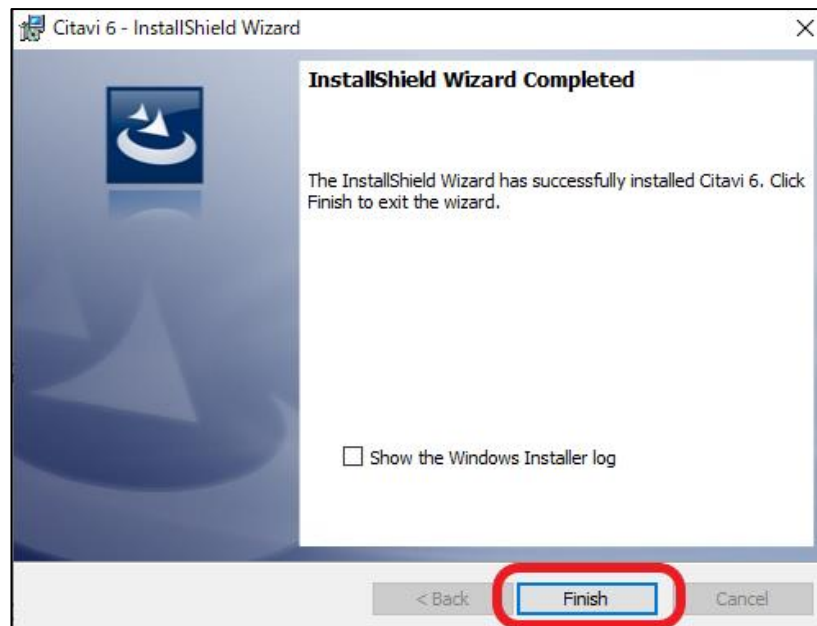 Citavi 6 - InstallShield Wizard
InstallShield Wizard Completed
The InstallShield Wizard has successfully installed Citavi 6. Click
Finish to exit the wizard.
Show the Windows Installer log
< Back
Finish
Cancel